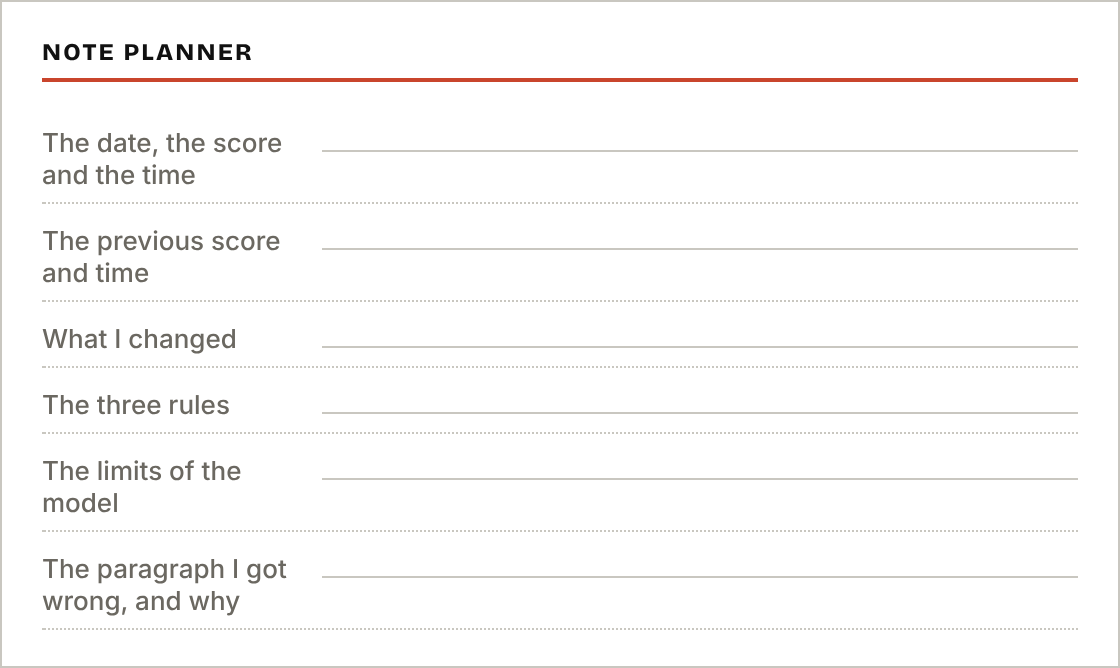 NOTE PLANNER
The date, the score
and the time
The previous score
and time
What I changed
The three rules
The limits of the
model
The paragraph I got
wrong, and why